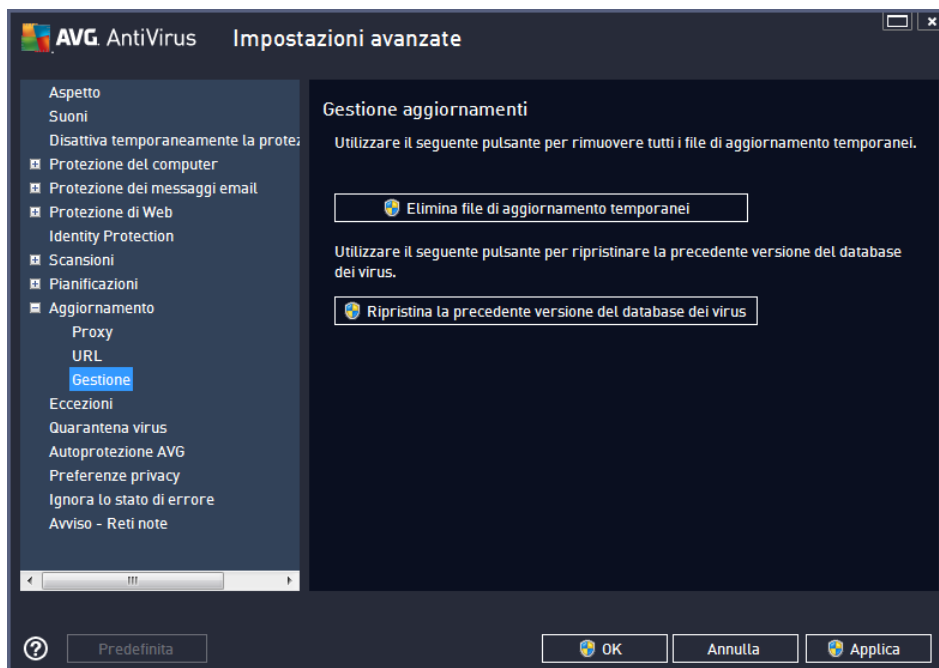 AVG AntiVirus Impostazioni avanzate
Aspetto
Suoni
Disattiva temporaneamente la protez
Protezione del computer
Protezione dei messaggi email
Protezione di Web
Identity Protection
Scansioni
Pianificazioni
Aggiornamento
Proxy
URL
Gestione
Eccezioni
Quarantena virus
Autoprotezione AVG
Preferenze privacy
Ignora lo stato di errore
Avviso - Reti note
Gestione aggiornamenti
Utilizzare il seguente pulsante per rimuovere tutti i file di aggiornamento temporanei.
Elimina file di aggiornamento temporanei
Utilizzare il seguente pulsante per ripristinare la precedente versione del database
dei virus.
Ripristina la precedente versione del database dei virus
? Predefinita OK Annulla Applica